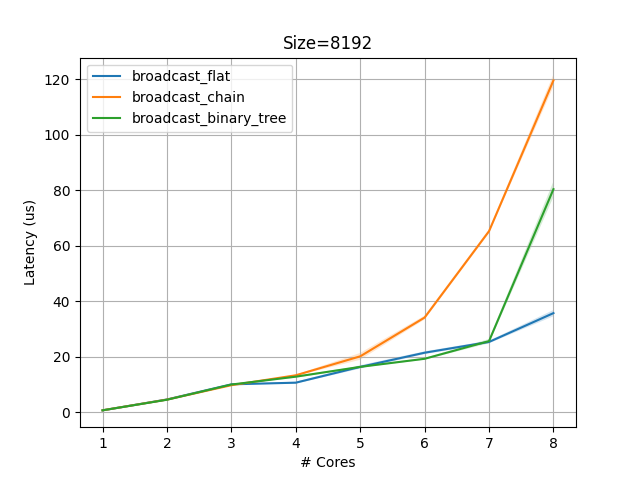 Size=8192
broadcast_flat
broadcast_chain
broadcast_binary_tree
Latency (us)
120
100
80
60
40
20
0
1 2 3 4 5 6 7 8
# Cores